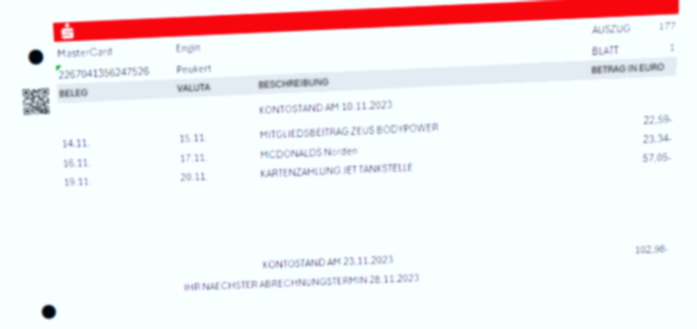 MasterCard Engin AUSZUG 177
2267041356247526 Peukert BLATT 1
BELEG VALUTA BESCHREIBUNG BETRAG IN EURO
KONTOSTAND AM 10.11.2023
14.11. 15.11. MITGLIEDSBEITRAG ZEUS BODYPOWER 22,59-
16.11. 17.11. MCDONALDS Norden 23,34-
19.11. 20.11. KARTENZAHLUNG JET TANKSTELLE 57,05-
KONTOSTAND AM 23.11.2023 102,98-
IHR NAECHSTER ABRECHNUNGSTERMIN 28.11.2023